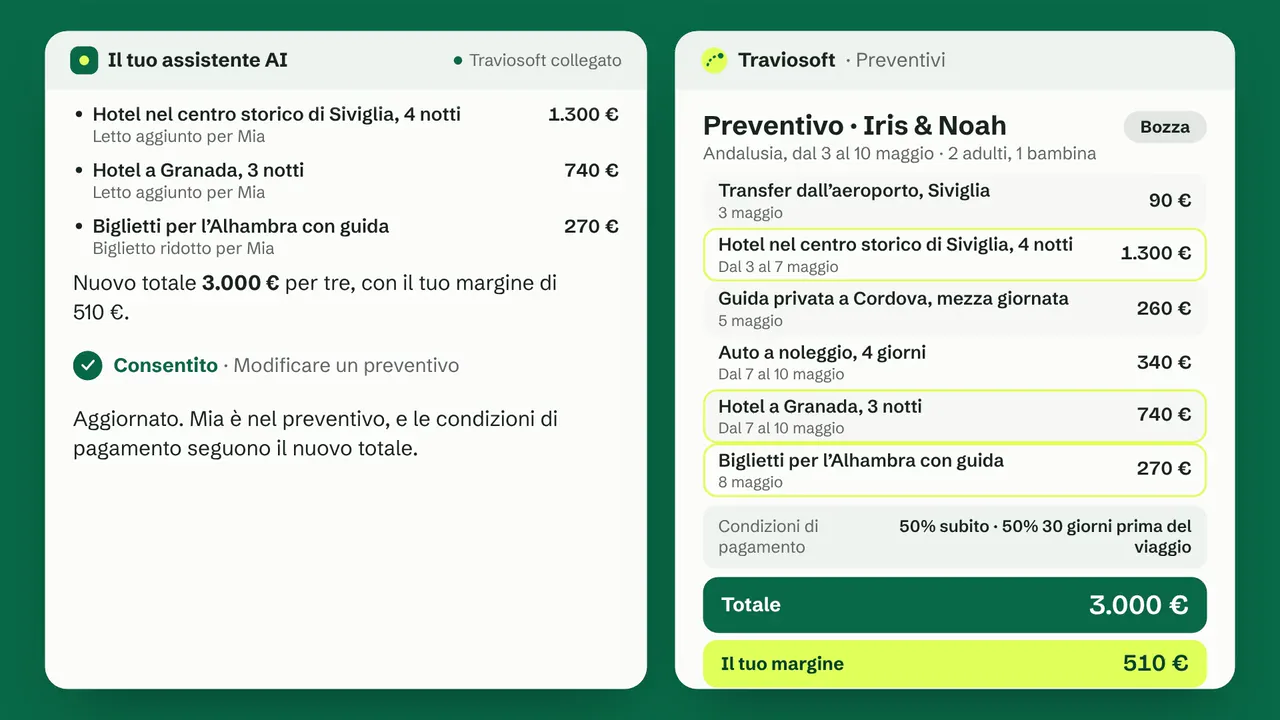 Il tuo assistente AI
Traviosoft collegato
• Hotel nel centro storico di Siviglia, 4 notti 1.300 €
Letto aggiunto per Mia
• Hotel a Granada, 3 notti 740 €
Letto aggiunto per Mia
• Biglietti per l’Alhambra con guida 270 €
Biglietto ridotto per Mia
Nuovo totale 3.000 € per tre, con il tuo margine di
510 €.
Consentito · Modificare un preventivo
Aggiornato. Mia è nel preventivo, e le condizioni di
pagamento seguono il nuovo totale.
Traviosoft · Preventivi
Preventivo · Iris & Noah
Bozza
Andalusia, dal 3 al 10 maggio · 2 adulti, 1 bambina
Transfer dall’aeroporto, Siviglia 90 €
3 maggio
Hotel nel centro storico di Siviglia, 4 notti 1.300 €
Dal 3 al 7 maggio
Guida privata a Cordova, mezza giornata 260 €
5 maggio
Auto a noleggio, 4 giorni 340 €
Dal 7 al 10 maggio
Hotel a Granada, 3 notti 740 €
Dal 7 al 10 maggio
Biglietti per l’Alhambra con guida 270 €
8 maggio
Condizioni di
pagamento
50% subito · 50% 30 giorni prima del
viaggio
Totale 3.000 €
Il tuo margine 510 €